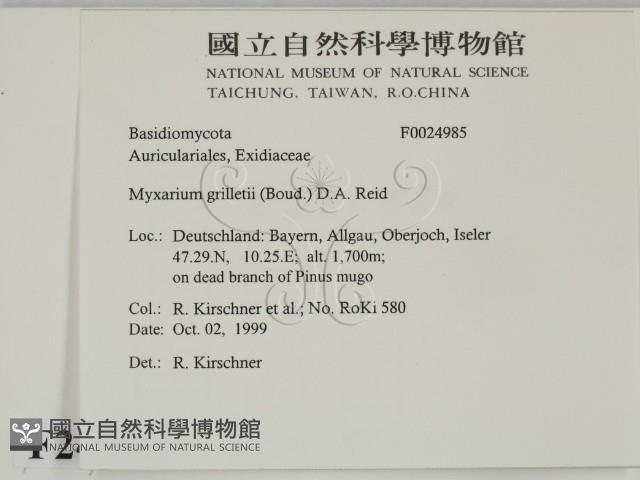 國立自然科學博物館
NATIONAL MUSEUM OF NATURAL SCIENCE
TAICHUNG, TAIWAN, R.O.CHINA
Basidiomycota F0024985
Auriculariales, Exidiaceae
Myxarium grilletii (Boud.) D.A. Reid
Loc.: Deutschland: Bayern, Allgau, Oberjoch, Iseler
47.29.N, 10.25.E; alt. 1,700m;
on dead branch of Pinus mugo
Col.: R. Kirschner et al.; No. RoKi 580
Date: Oct. 02, 1999
Det.: R. Kirschner
國立自然科學博物館
NATIONAL MUSEUM OF NATURAL SCIENCE